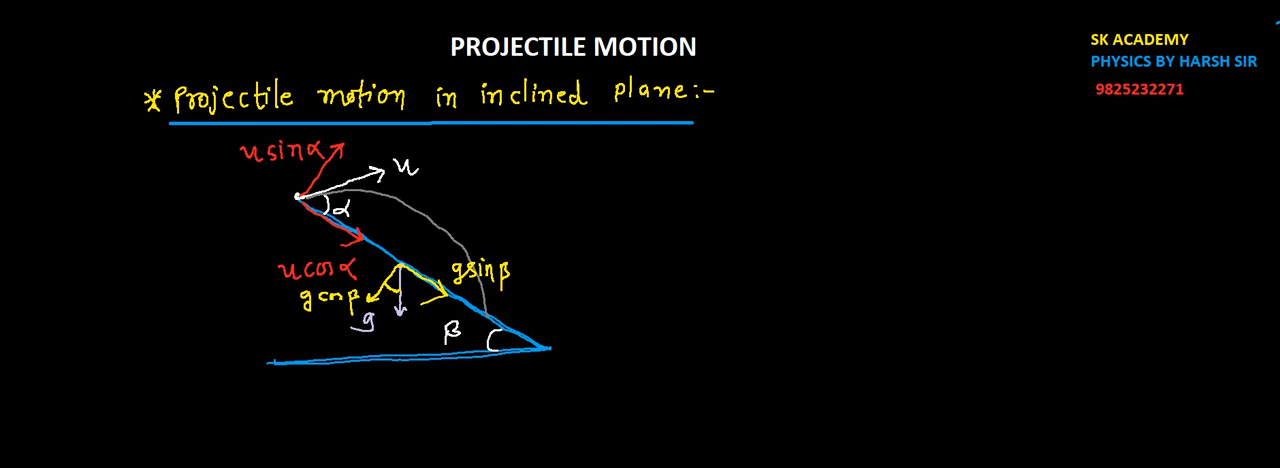 PROJECTILE MOTION
SK ACADEMY
PHYSICS BY HARSH SIR
9825232271
* Projectile motion in inclined plane:-
u sinα
u
α
u cosα
g sinβ
g cosβ
g
β